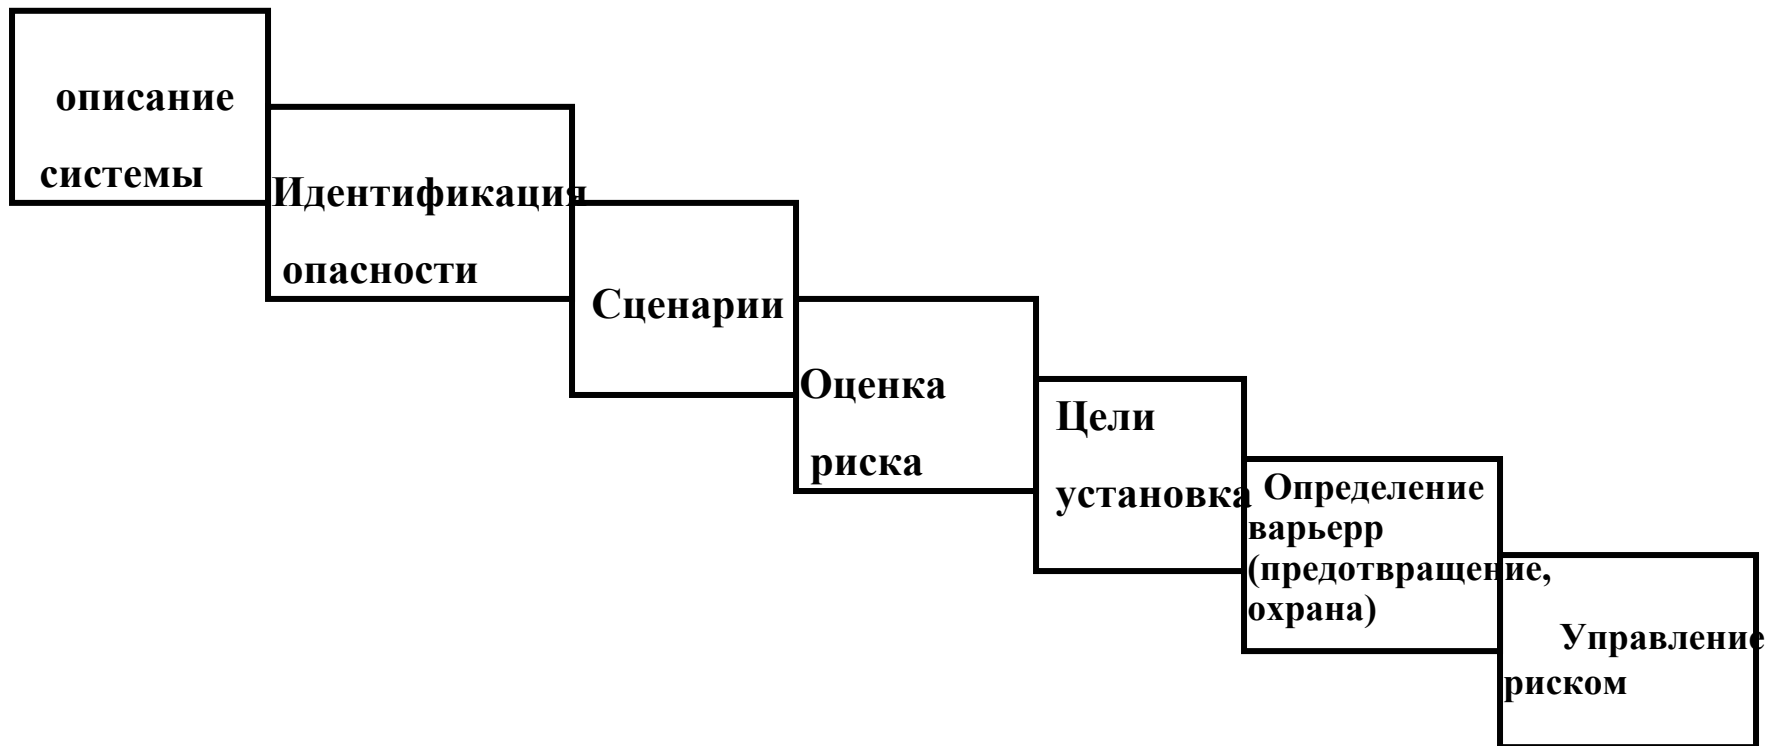 описание
системы
Идентификация
опасности
Сценарии
Оценка
риска
Цели
установка
Определение
варьерр
(предотвращение,
охрана)
Управление
риском